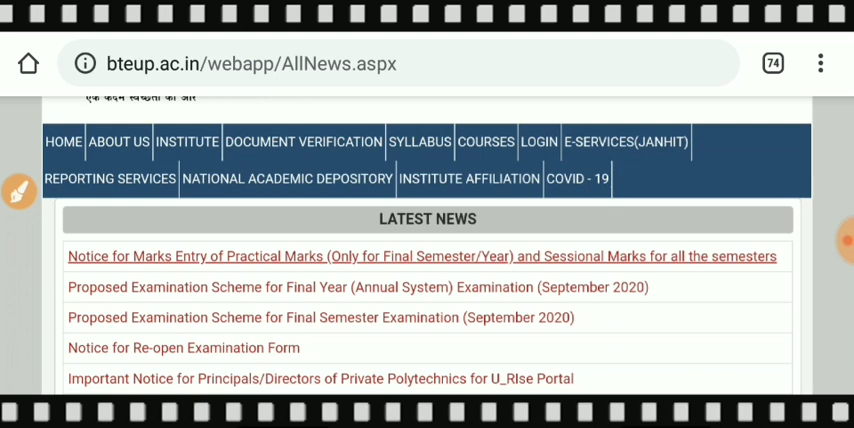 bteup.ac.in/webapp/AllNews.aspx
74
एक कदम स्वच्छता की ओर
HOME ABOUT US INSTITUTE DOCUMENT VERIFICATION SYLLABUS COURSES LOGIN E-SERVICES(JANHIT)
REPORTING SERVICES NATIONAL ACADEMIC DEPOSITORY INSTITUTE AFFILIATION COVID - 19
LATEST NEWS
Notice for Marks Entry of Practical Marks (Only for Final Semester/Year) and Sessional Marks for all the semesters
Proposed Examination Scheme for Final Year (Annual System) Examination (September 2020)
Proposed Examination Scheme for Final Semester Examination (September 2020)
Notice for Re-open Examination Form
Important Notice for Principals/Directors of Private Polytechnics for U_RIse Portal